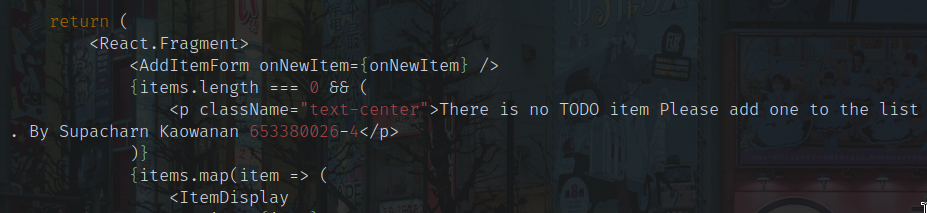 return (
<React.Fragment>
<AddItemForm onNewItem={onNewItem} />
{items.length === 0 && (
<p className="text-center">There is no TODO item Please add one to the list
. By Supacharn Kaowanan 653380026-4</p>
)}
{items.map(item => (
<ItemDisplay